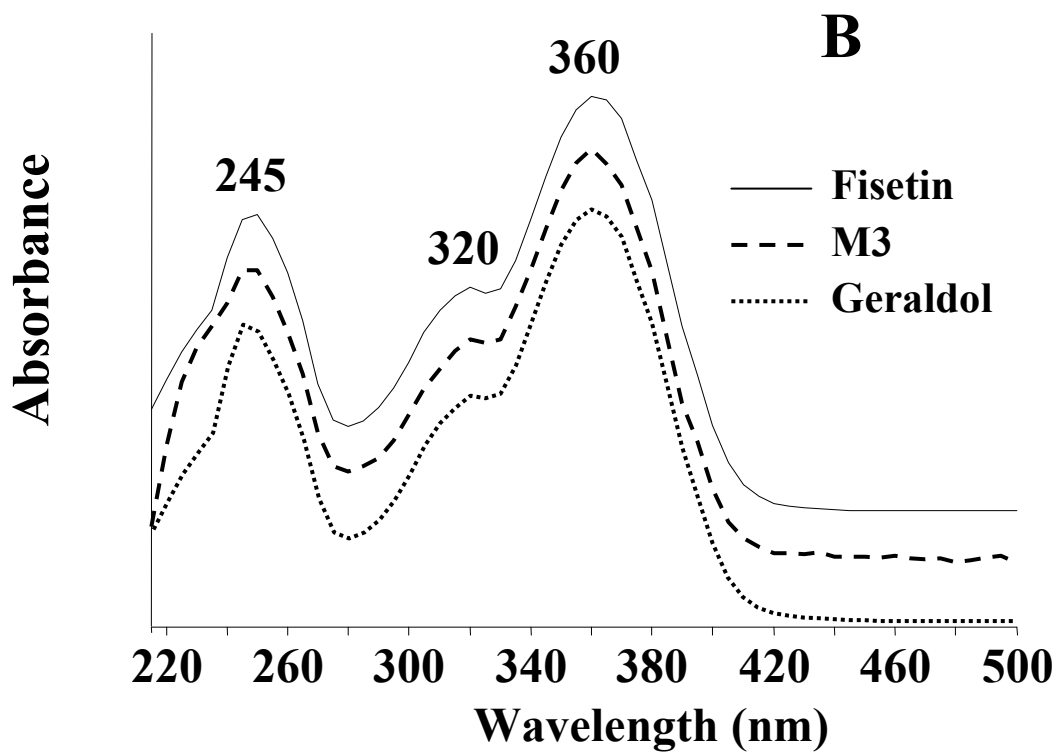 B
360
245
320
Fisetin
M3
Geraldol
Absorbance
220 260 300 340 380 420 460 500
Wavelength (nm)